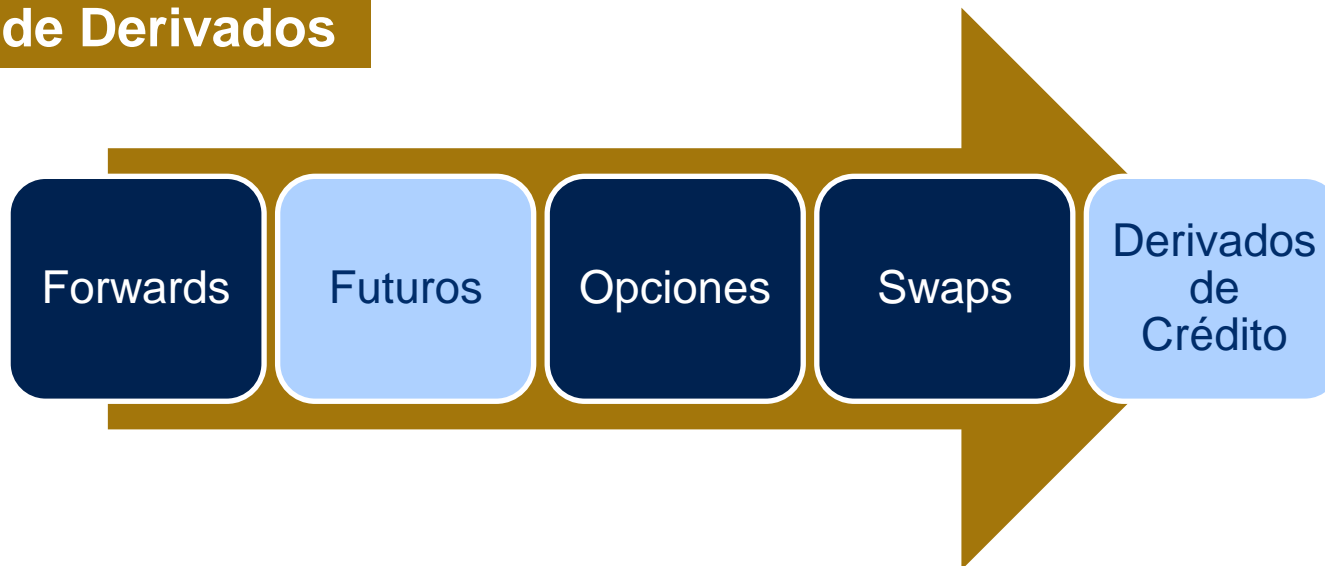 de Derivados
Forwards
Futuros
Opciones
Swaps
Derivados
de
Crédito